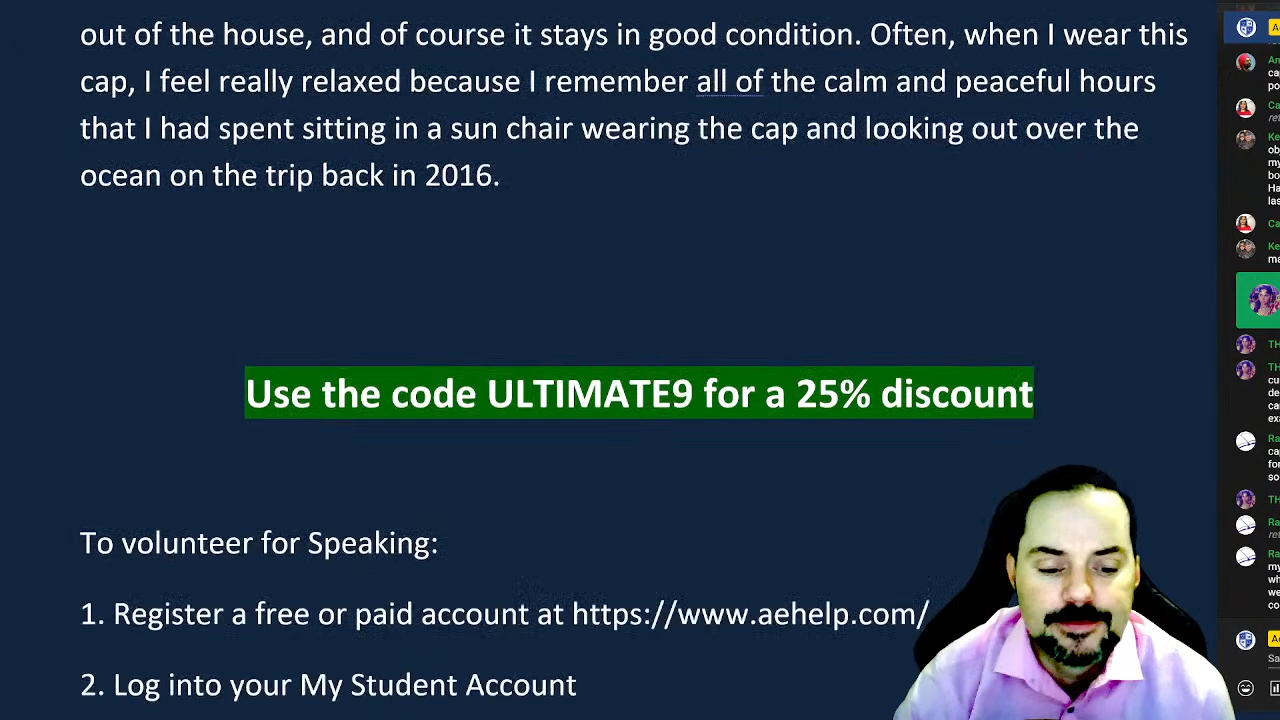 out of the house, and of course it stays in good condition. Often, when I wear this
cap, I feel really relaxed because I remember all of the calm and peaceful hours
that I had spent sitting in a sun chair wearing the cap and looking out over the
ocean on the trip back in 2016.
Use the code ULTIMATE9 for a 25% discount
To volunteer for Speaking:
1. Register a free or paid account at https://www.aehelp.com/
2. Log into your My Student Account